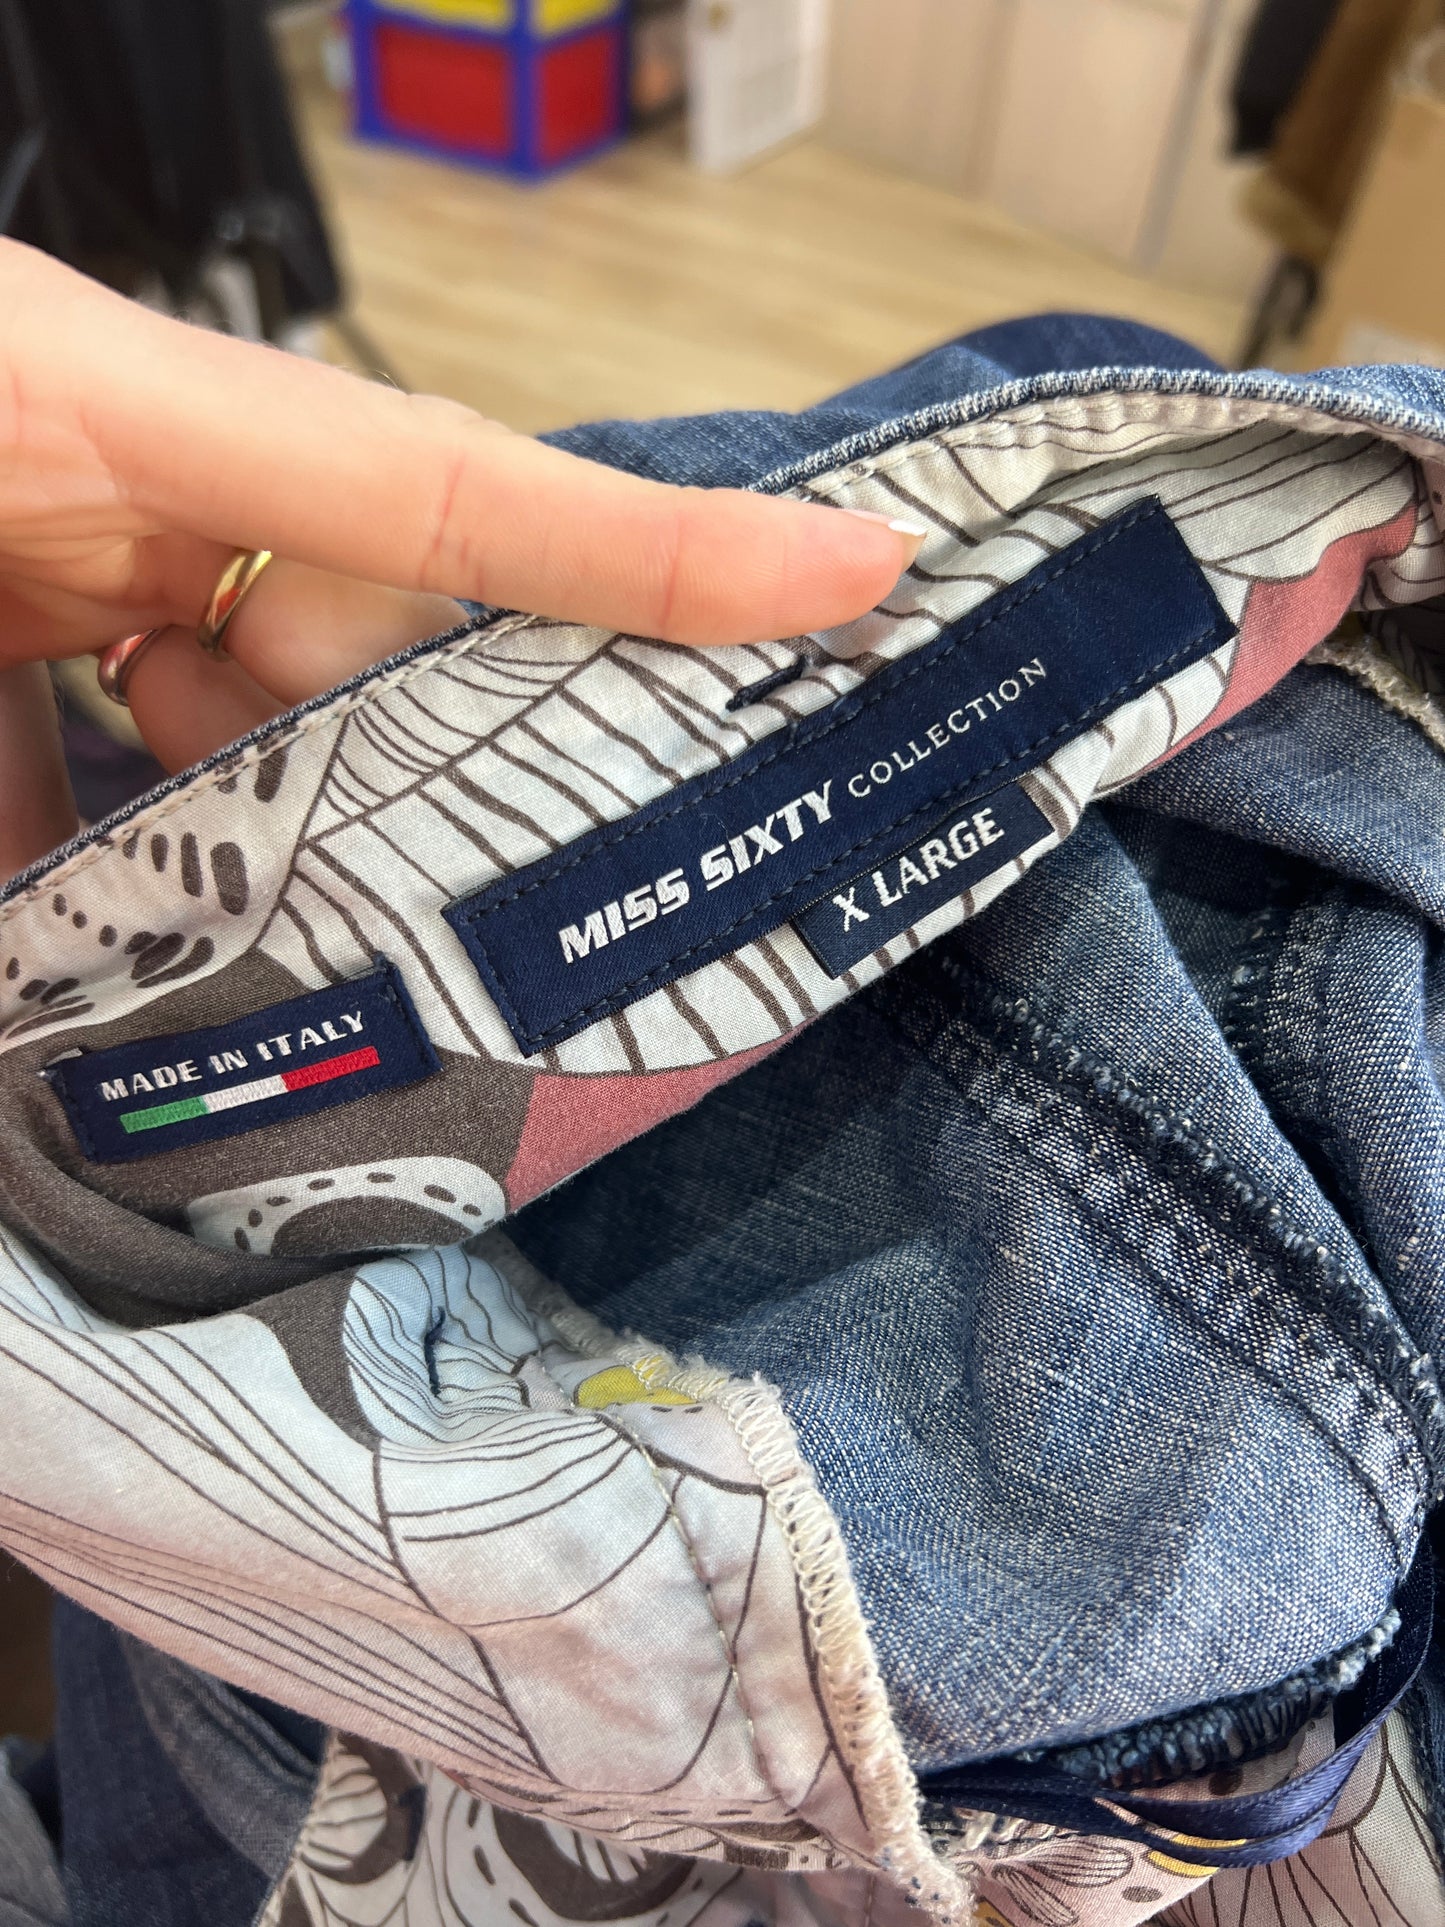 MISS SIXTY COLLECTION
X LARGE
MADE IN ITALY